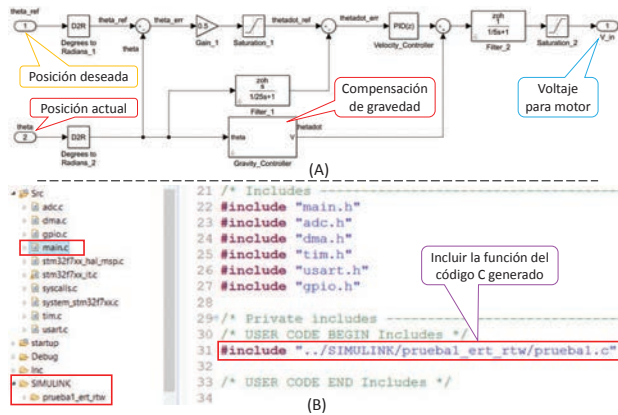 theta_ref
1
D2R
Degrees to
Radians_1
theta_ref
theta_err
theta
0.5
Gain_1
Saturation_1
thetadot_ref
thetadot_err
PID(z)
Velocity_Controller
zoh
1
1/5s+1
Filter_2
Saturation_2
1
V_in
Posición deseada
Posición actual
theta
2
D2R
Degrees to
Radians_2
zoh
s
1/25s+1
Filter_1
Compensación
de gravedad
thetadot
theta
V
Gravity_Controller
Voltaje
para motor
(A)
Src
adc.c
dma.c
gpio.c
main.c
stm32f7xx_hal_msp.c
stm32f7xx_it.c
syscalls.c
system_stm32f7xx.c
tim.c
usart.c
startup
Debug
Inc
SIMULINK
prueba1_ert_rtw
21 /* Includes
22 #include "main.h"
23 #include "adc.h"
24 #include "dma.h"
25 #include "tim.h"
26 #include "usart.h"
27 #include "gpio.h"
28
29 /* Private includes
30 /* USER CODE BEGIN Includes */
31 #include "../SIMULINK/prueba1_ert_rtw/prueba1.c"
32
33 /* USER CODE END Includes */
34
Incluir la función del
código C generado
(B)